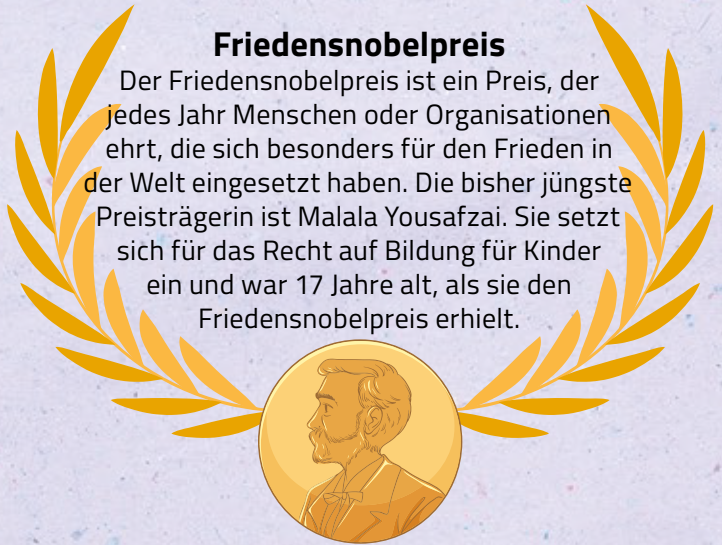 Friedensnobelpreis
Der Friedensnobelpreis ist ein Preis, der
jedes Jahr Menschen oder Organisationen
ehrt, die sich besonders für den Frieden in
der Welt eingesetzt haben. Die bisher jüngste
Preisträgerin ist Malala Yousafzai. Sie setzt
sich für das Recht auf Bildung für Kinder
ein und war 17 Jahre alt, als sie den
Friedensnobelpreis erhielt.